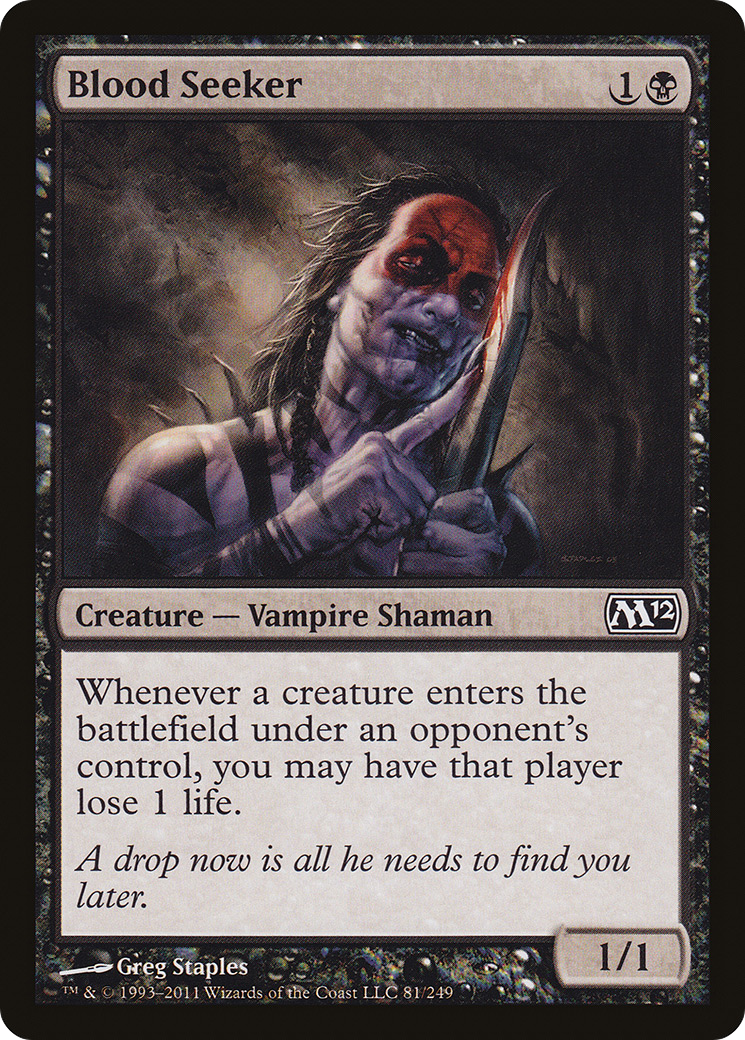 Blood Seeker 1
STAPLES 05
Creature — Vampire Shaman M12
Whenever a creature enters the
battlefield under an opponent's
control, you may have that player
lose 1 life.
A drop now is all he needs to find you
later.
1/1
Greg Staples
™ & © 1993–2011 Wizards of the Coast LLC 81/249